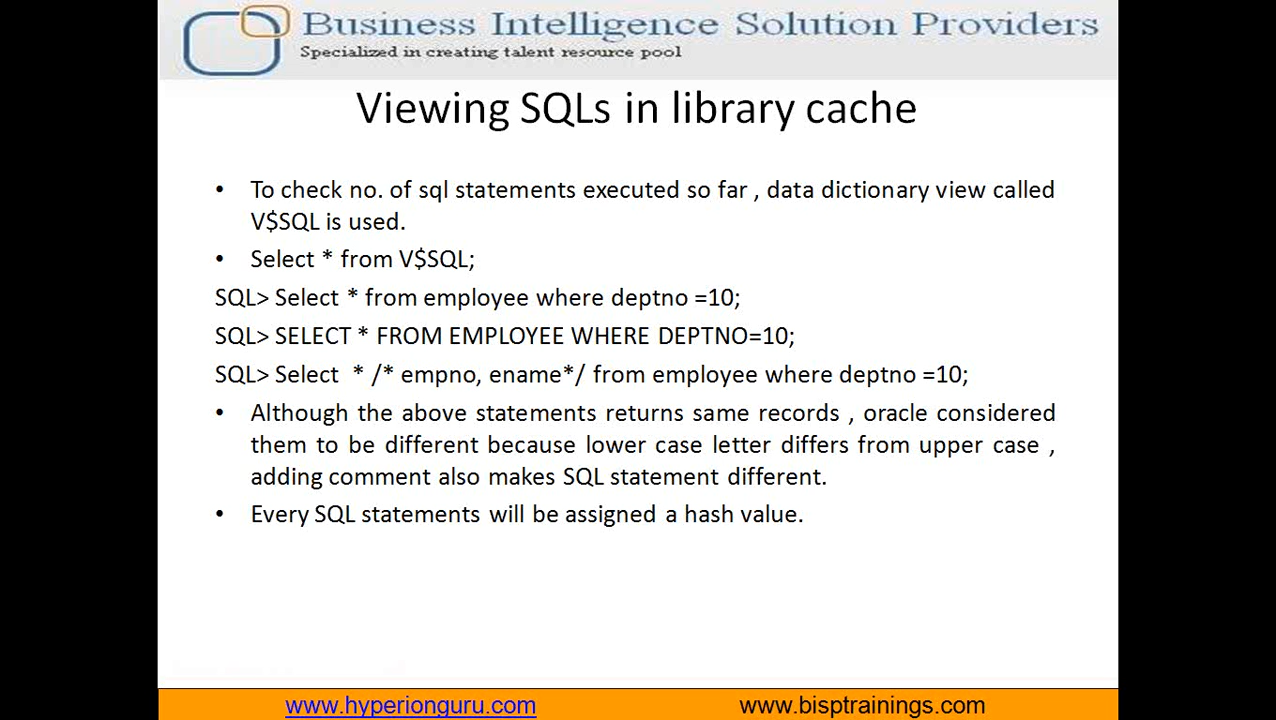 Business Intelligence Solution Providers
Specialized in creating talent resource pool
Viewing SQLs in library cache
• To check no. of sql statements executed so far , data dictionary view called
V$SQL is used.
• Select * from V$SQL;
SQL> Select * from employee where deptno =10;
SQL> SELECT * FROM EMPLOYEE WHERE DEPTNO=10;
SQL> Select  * /* empno, ename*/ from employee where deptno =10;
• Although the above statements returns same records , oracle considered
them to be different because lower case letter differs from upper case ,
adding comment also makes SQL statement different.
• Every SQL statements will be assigned a hash value.
www.hyperionguru.com www.bisptrainings.com